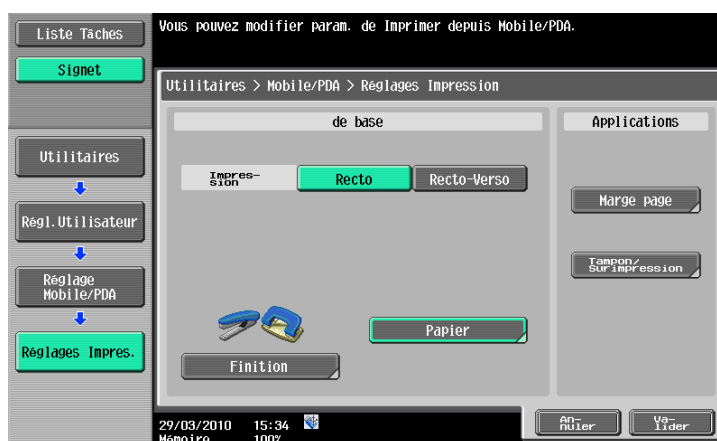 Liste Tâches
Signet
Vous pouvez modifier param. de Imprimer depuis Mobile/PDA.
Utilitaires > Mobile/PDA > Réglages Impression
de base
Applications
Utilitaires
Impres-
sion
Recto
Recto-Verso
Marge page
Régl.Utilisateur
Tampon/
surimpression
Réglage
Mobile/PDA
Papier
Réglages Impres.
Finition
29/03/2010 15:34
Mémoire 100%
An-
nuler
Va-
lider